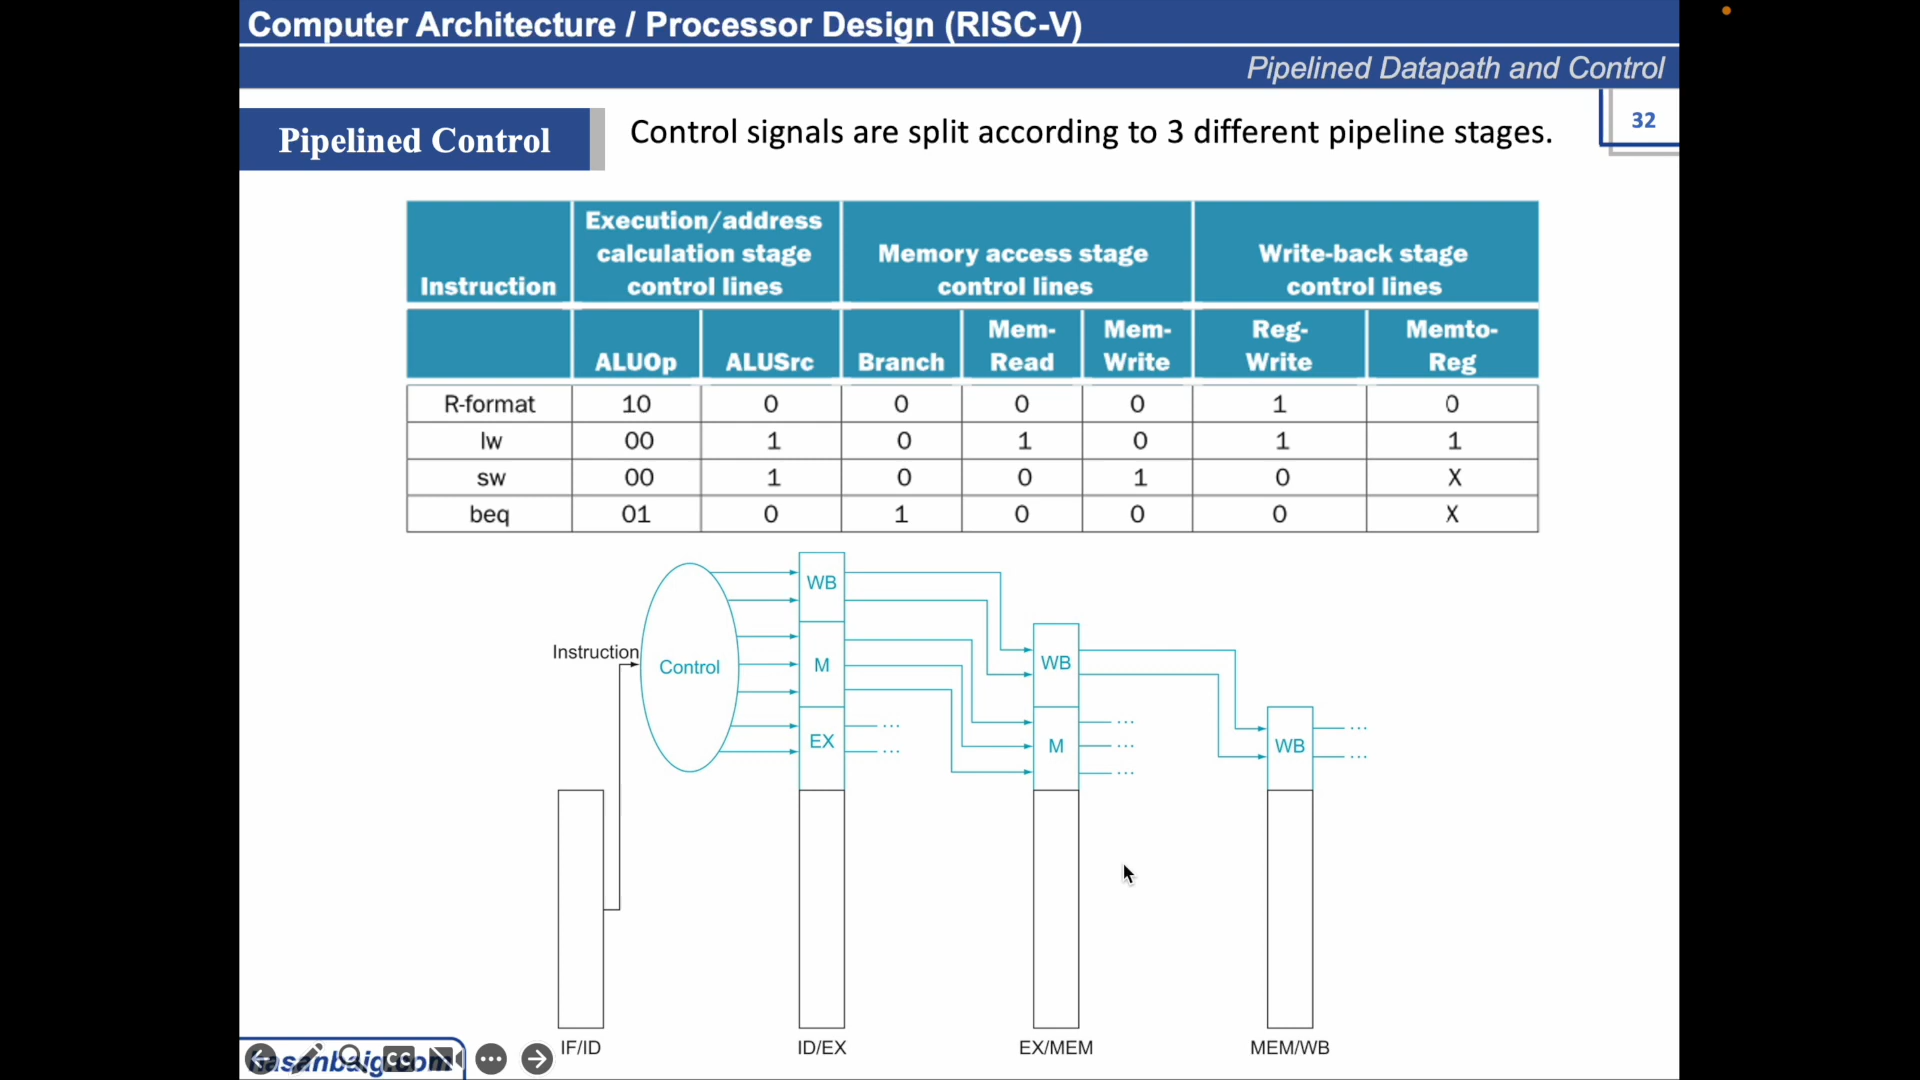 Computer Architecture / Processor Design (RISC-V)
Pipelined Datapath and Control
32
Pipelined Control
Control signals are split according to 3 different pipeline stages.
Instruction
Execution/address
calculation stage
control lines
Memory access stage
control lines
Write-back stage
control lines
ALUOp ALUSrc Branch Mem-Read Mem-Write Reg-Write Memto-Reg
R-format 10 0 0 0 0 1 0
lw 00 1 0 1 0 1 1
sw 00 1 0 0 1 0 X
beq 01 0 1 0 0 0 X
Instruction
Control
WB
M
EX
WB
M
WB
IF/ID
ID/EX
EX/MEM
MEM/WB
CC